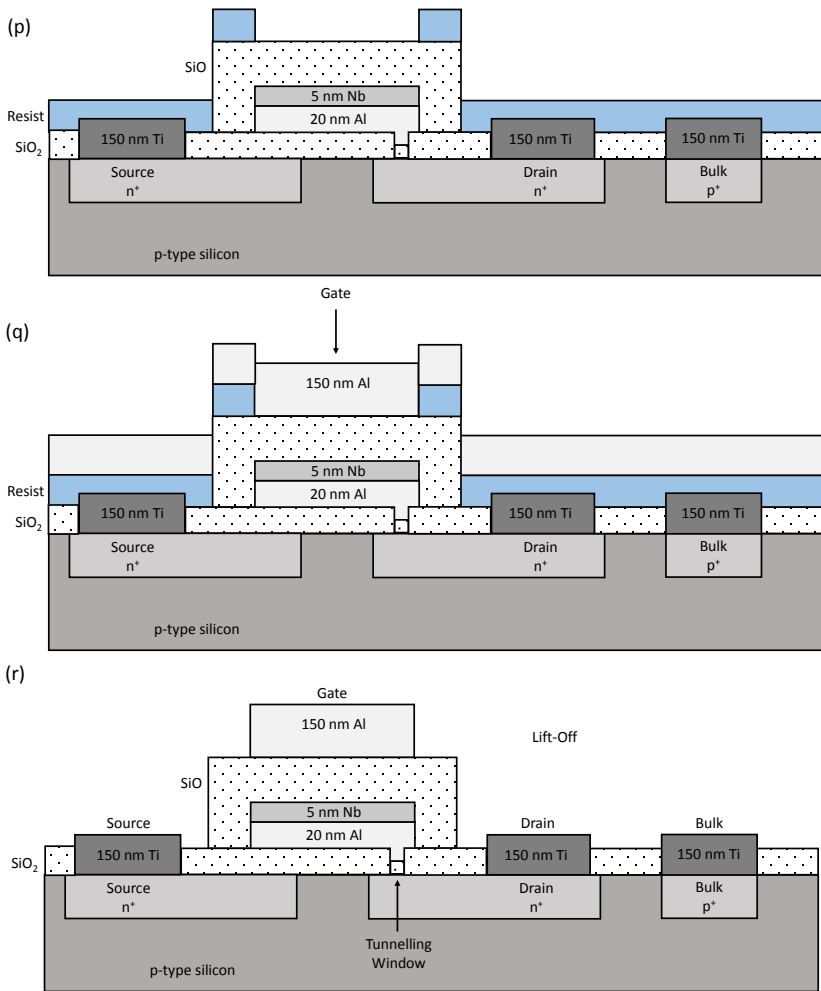 (p)
SiO
5 nm Nb
20 nm Al
Resist
150 nm Ti
150 nm Ti
150 nm Ti
SiO₂
Source
n⁺
Drain
n⁺
Bulk
p⁺
p-type silicon
Gate
(q)
150 nm Al
5 nm Nb
20 nm Al
Resist
150 nm Ti
150 nm Ti
150 nm Ti
SiO₂
Source
n⁺
Drain
n⁺
Bulk
p⁺
p-type silicon
(r)
Gate
150 nm Al
Lift-Off
SiO
5 nm Nb
20 nm Al
Source
Drain
Bulk
SiO₂
150 nm Ti
150 nm Ti
150 nm Ti
Source
n⁺
Drain
n⁺
Bulk
p⁺
Tunnelling
Window
p-type silicon